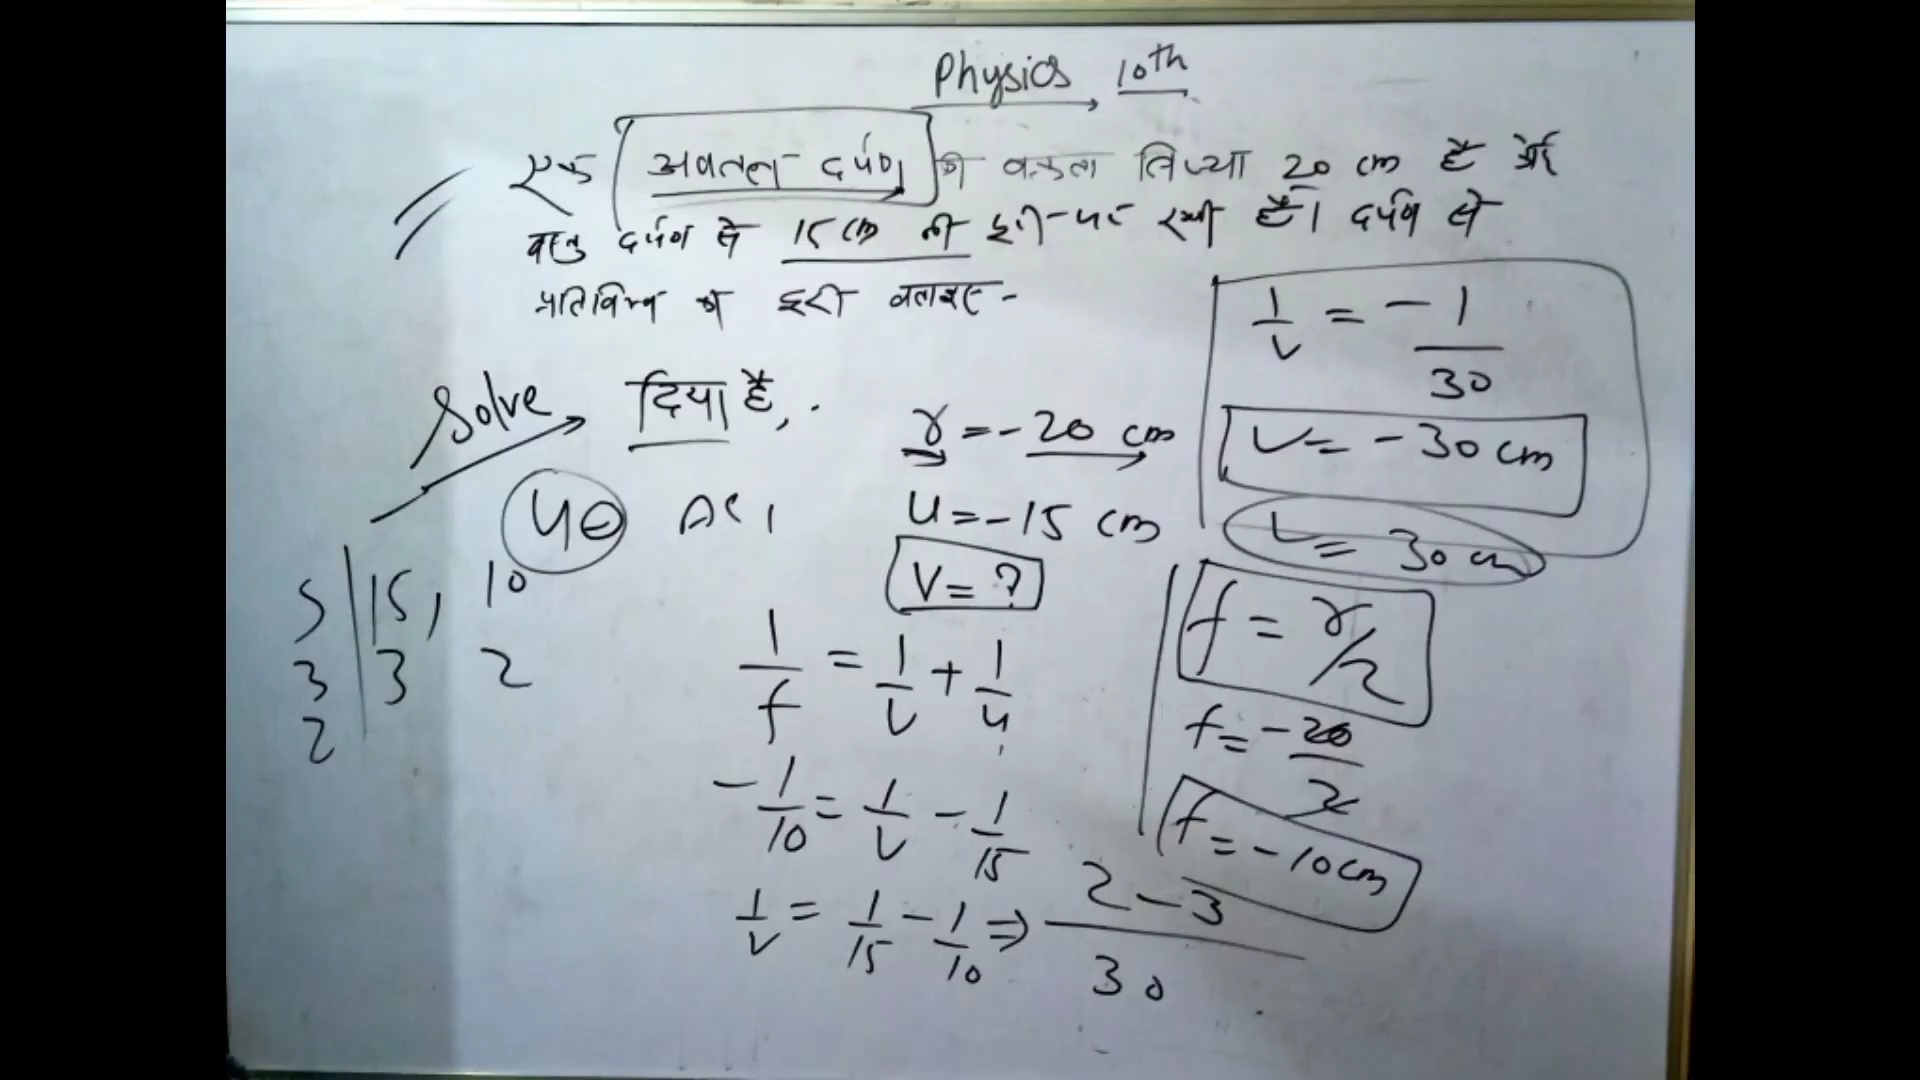 Physics 10th
एक अवतल दर्पण की वक्रता त्रिज्या 20 cm है और
वस्तु दर्पण से 15 cm की दूरी पर रखी है। दर्पण से
प्रतिबिम्ब की दूरी बताइए -
Solve दिया है,
r = - 20 cm
u = - 15 cm
V = ?
5 | 15, 10
3 | 3 2
2
1/f = 1/v + 1/u
- 1/10 = 1/v - 1/15
1/v = 1/15 - 1/10 ⇒ 2 - 3 / 30
f = r/2
f = - 20/2
f = - 10 cm
1/v = - 1/30
v = - 30 cm
= 30 cm